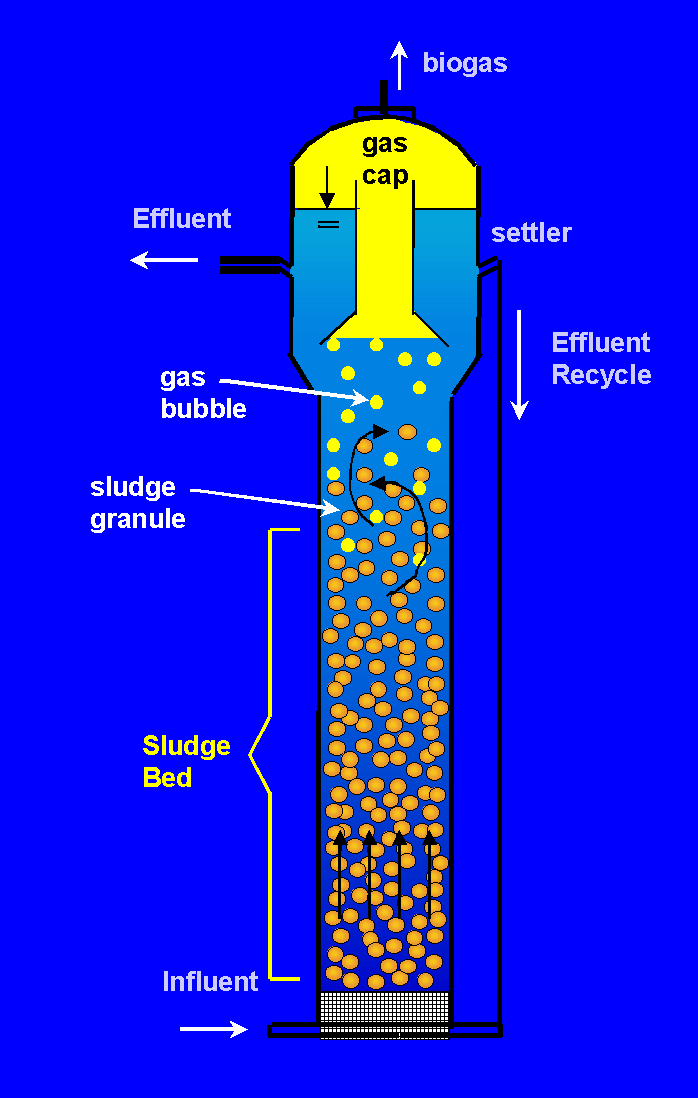 biogas
gas
cap
Effluent
settler
Effluent
Recycle
gas
bubble
sludge
granule
Sludge
Bed
Influent